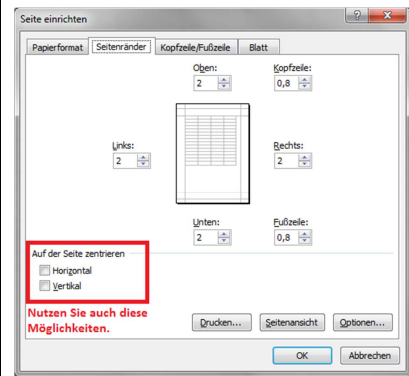 Seite einrichten
Papierformat Seitenränder Kopfzeile/Fußzeile Blatt
Oben: Kopfzeile:
2 0,8
Links: Rechts:
2 2
Unten: Fußzeile:
2 0,8
Auf der Seite zentrieren
Horizontal
Vertikal
Nutzen Sie auch diese
Möglichkeiten.
Drucken... Seitenansicht Optionen...
OK Abbrechen